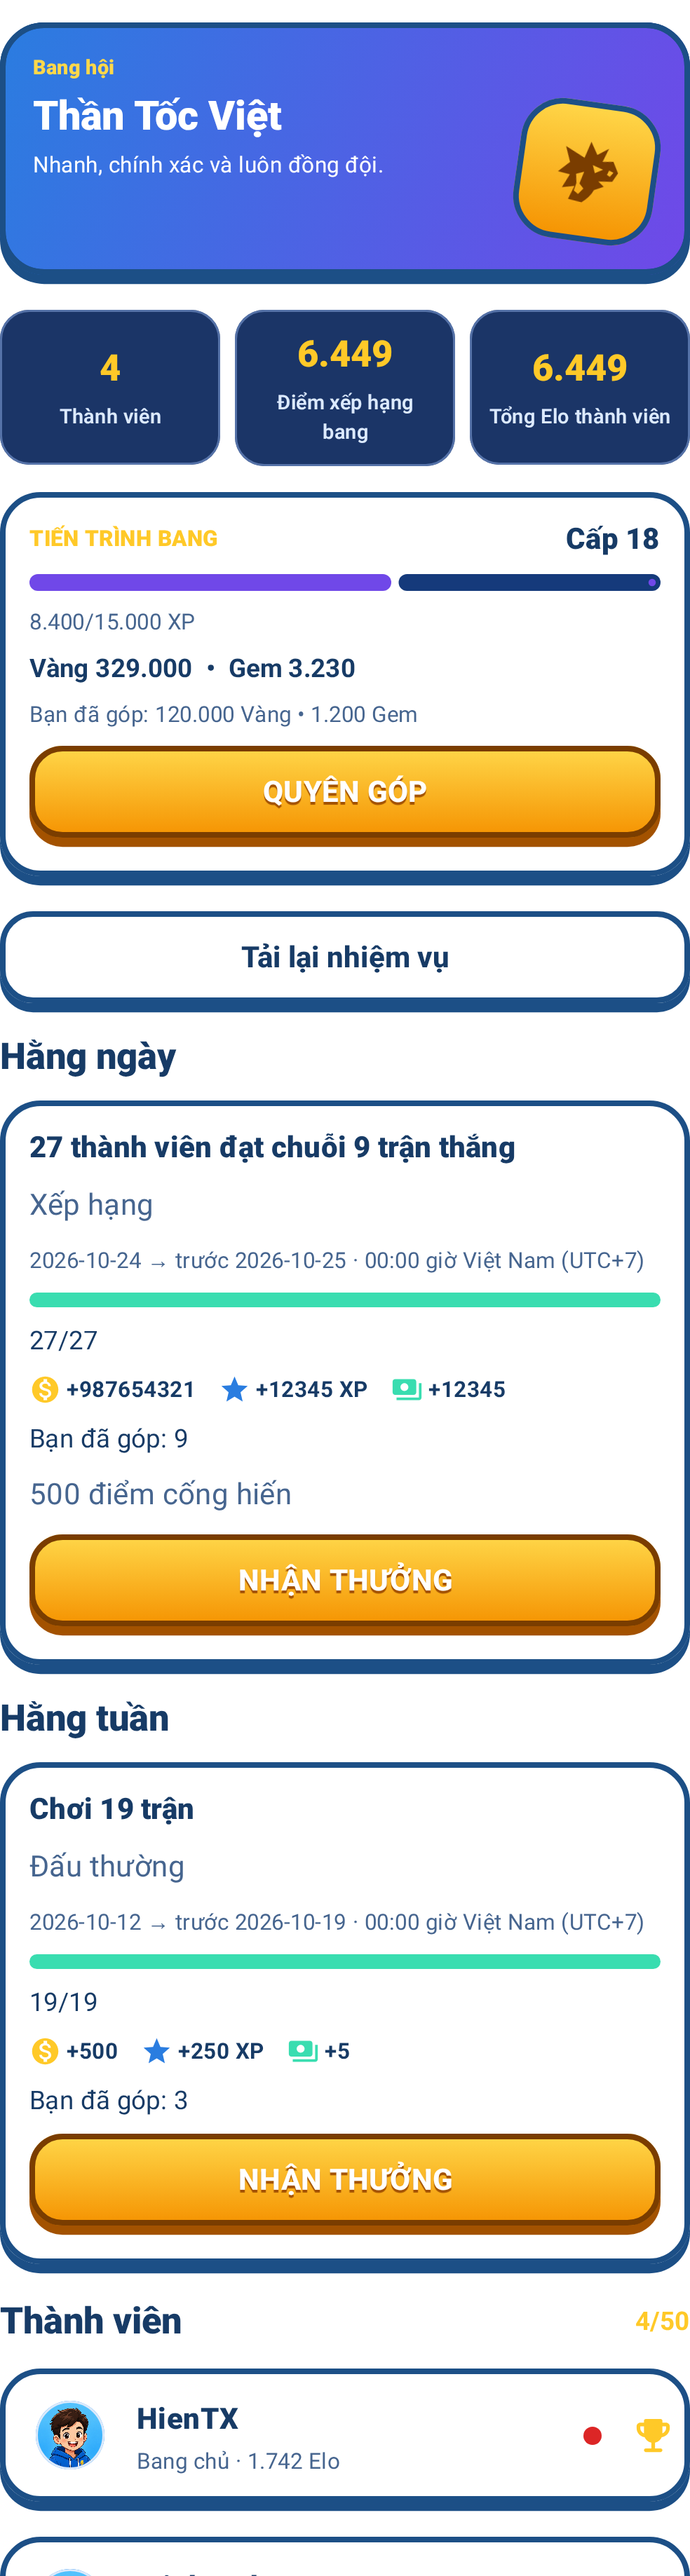 Bang hội
Thần Tốc Việt
Nhanh, chính xác và luôn đồng đội.
4
Thành viên
6.449
Điểm xếp hạng
bang
6.449
Tổng Elo thành viên
TIẾN TRÌNH BANG
Cấp 18
8.400/15.000 XP
Vàng 329.000 • Gem 3.230
Bạn đã góp: 120.000 Vàng • 1.200 Gem
QUYÊN GÓP
Tải lại nhiệm vụ
Hằng ngày
27 thành viên đạt chuỗi 9 trận thắng
Xếp hạng
2026-10-24 → trước 2026-10-25 · 00:00 giờ Việt Nam (UTC+7)
27/27
+987654321 +12345 XP +12345
Bạn đã góp: 9
500 điểm cống hiến
NHẬN THƯỞNG
Hằng tuần
Chơi 19 trận
Đấu thường
2026-10-12 → trước 2026-10-19 · 00:00 giờ Việt Nam (UTC+7)
19/19
+500 +250 XP +5
Bạn đã góp: 3
NHẬN THƯỞNG
Thành viên
4/50
HienTX
Bang chủ · 1.742 Elo